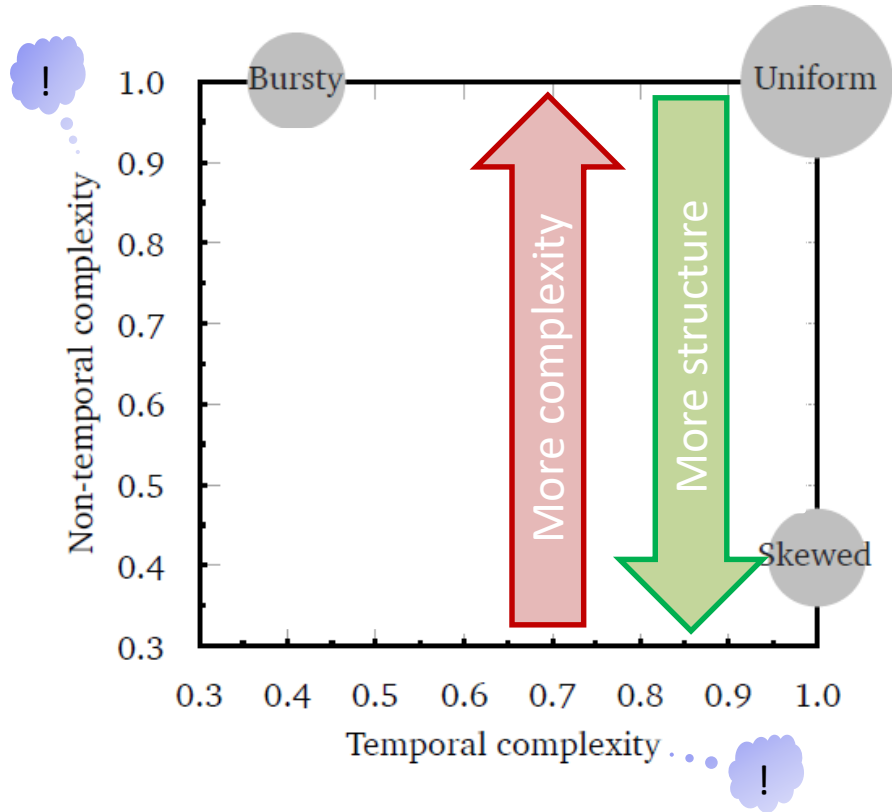 !
1.0
Bursty
Uniform
0.9
0.8
0.7
0.6
0.5
0.4
0.3
Non-temporal complexity
More complexity
More structure
Skewed
0.3 0.4 0.5 0.6 0.7 0.8 0.9 1.0
Temporal complexity
!